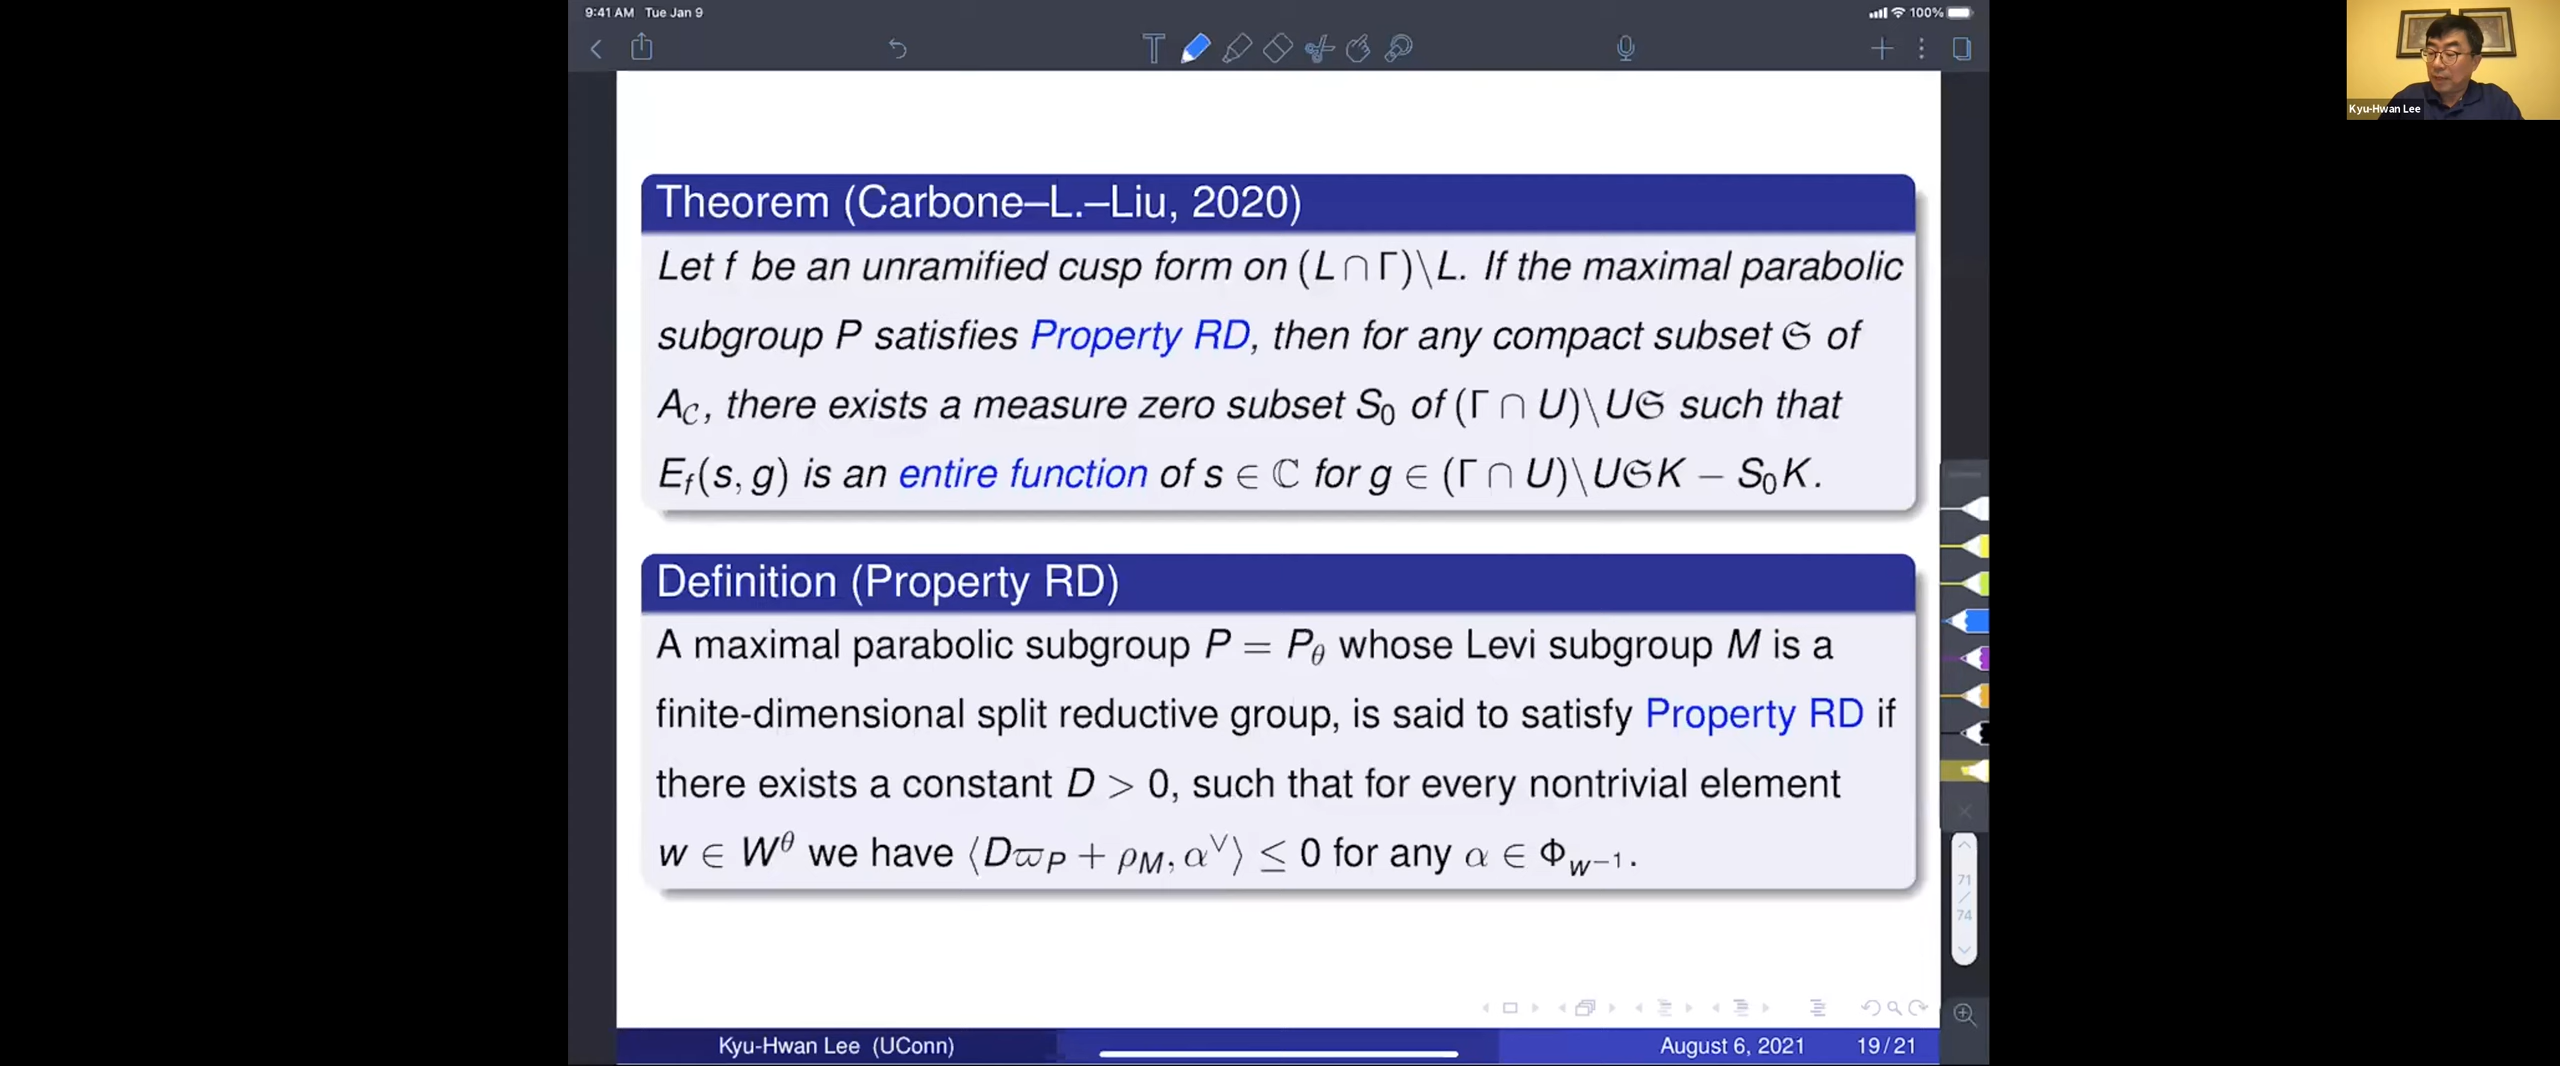 9:41 AM Tue Jan 9
100%
Kyu-Hwan Lee
Theorem (Carbone–L.–Liu, 2020)
Let f be an unramified cusp form on (L ∩ Γ)\L. If the maximal parabolic
subgroup P satisfies Property RD, then for any compact subset 𝔖 of
A_𝒞, there exists a measure zero subset S₀ of (Γ ∩ U)\U𝔖 such that
E_f(s, g) is an entire function of s ∈ ℂ for g ∈ (Γ ∩ U)\U𝔖K − S₀K.
Definition (Property RD)
A maximal parabolic subgroup P = P_θ whose Levi subgroup M is a
finite-dimensional split reductive group, is said to satisfy Property RD if
there exists a constant D > 0, such that for every nontrivial element
w ∈ W^θ we have ⟨Dϖ_P + ρ_M, α^∨⟩ ≤ 0 for any α ∈ Φ_{w^{-1}}.
71
/
74
Kyu-Hwan Lee (UConn)
August 6, 2021
19 / 21